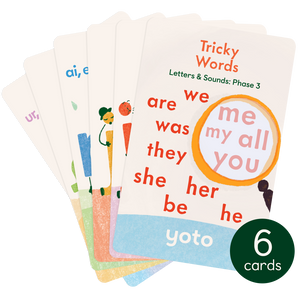 Tricky
Words
Letters & Sounds: Phase 3
we
are
me
was
my all
they
you
she her
be he
yoto
ai, e
ur,
6
cards